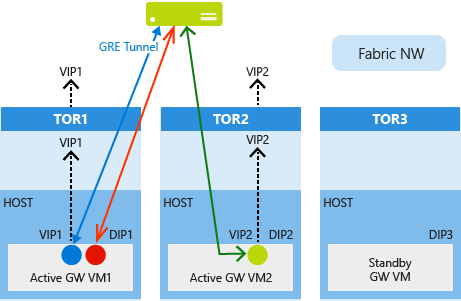 GRE Tunnel
Fabric NW
VIP1
VIP2
TOR1
TOR2
TOR3
VIP1
VIP2
HOST
HOST
HOST
VIP1
DIP1
VIP2
DIP2
DIP3
Active GW VM1
Active GW VM2
Standby
GW VM